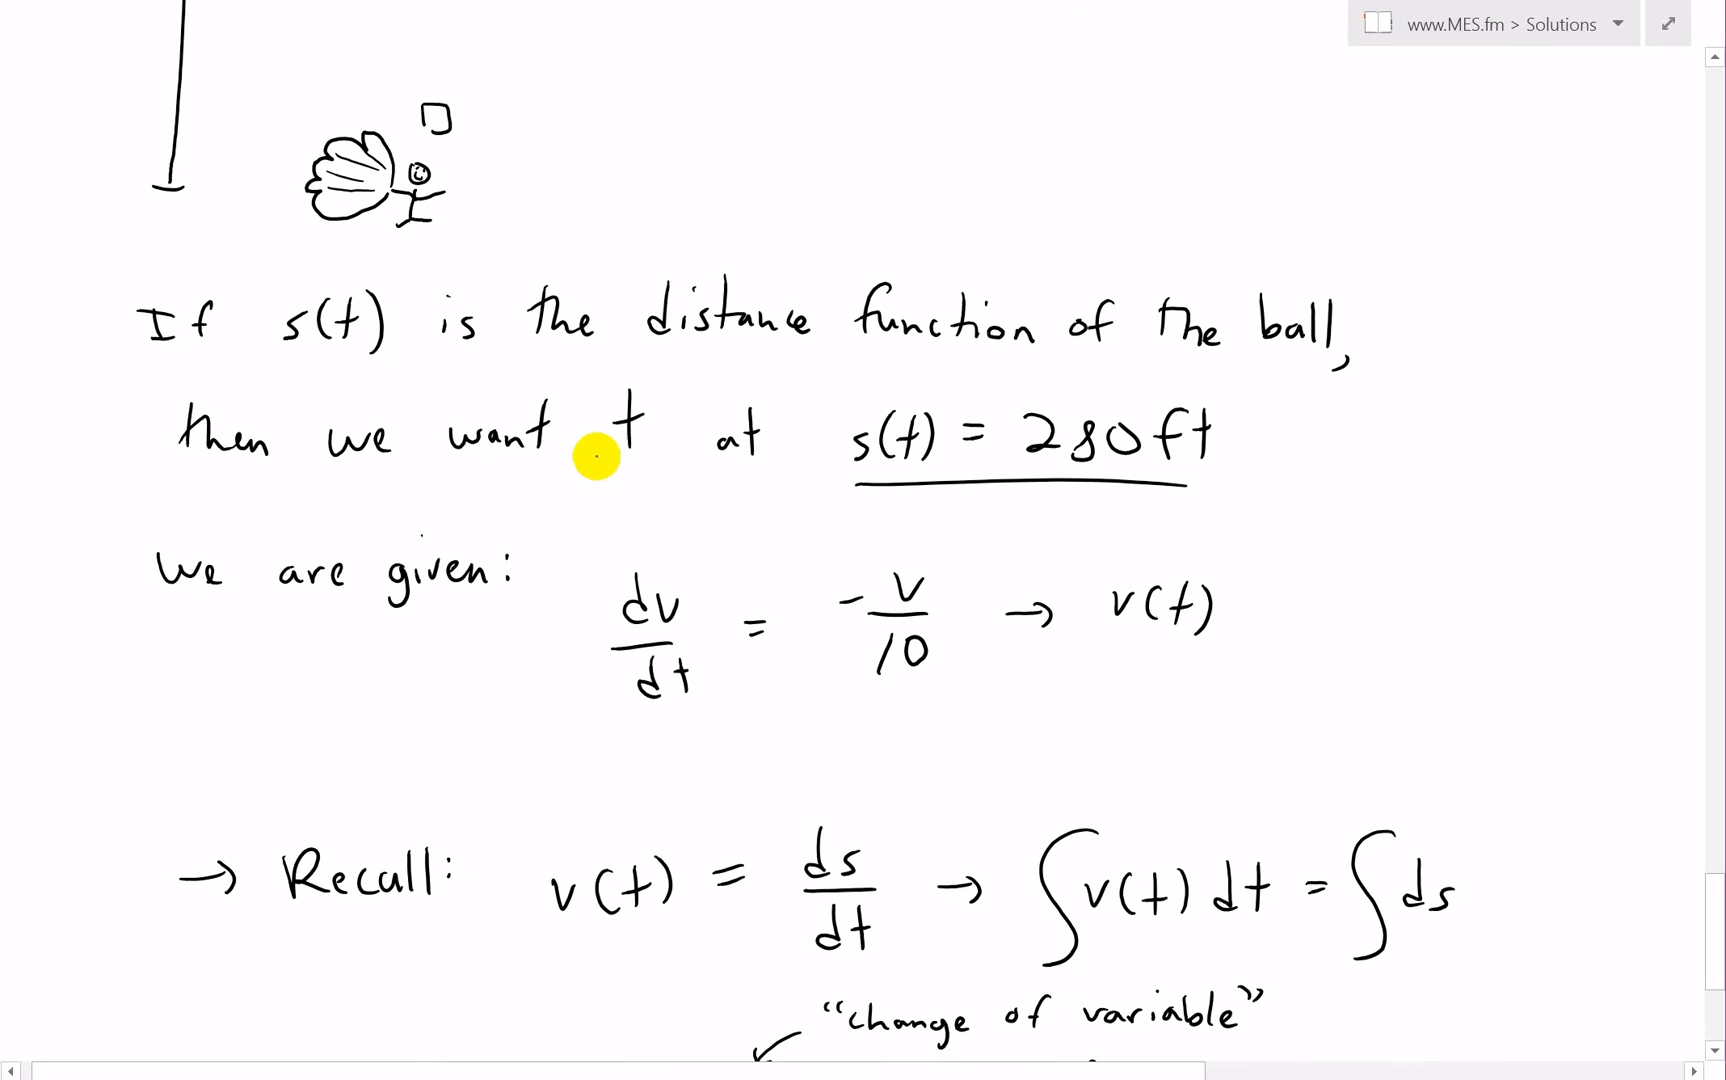 www.MES.fm > Solutions
If s(t) is the distance function of the ball,
then we want t at s(t) = 280ft
we are given: dv/dt = -v/10 → v(t)
→ Recall: v(t) = ds/dt → ∫v(t) dt = ∫ds
"change of variable"